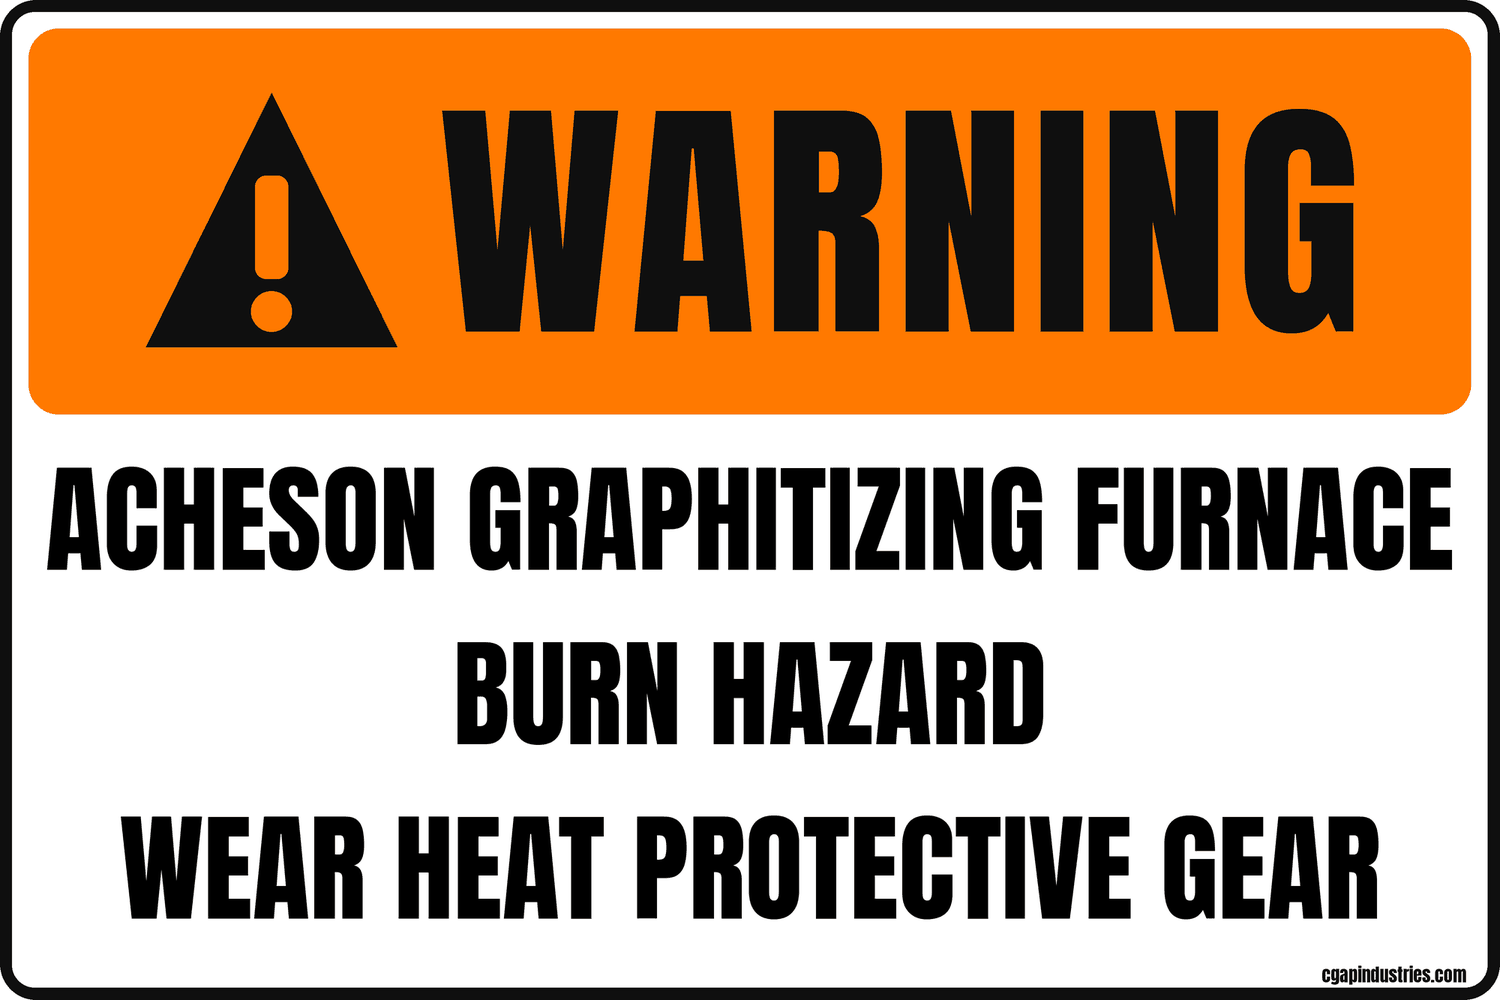 WARNING
ACHESON GRAPHITIZING FURNACE
BURN HAZARD
WEAR HEAT PROTECTIVE GEAR
cgapindustries.com